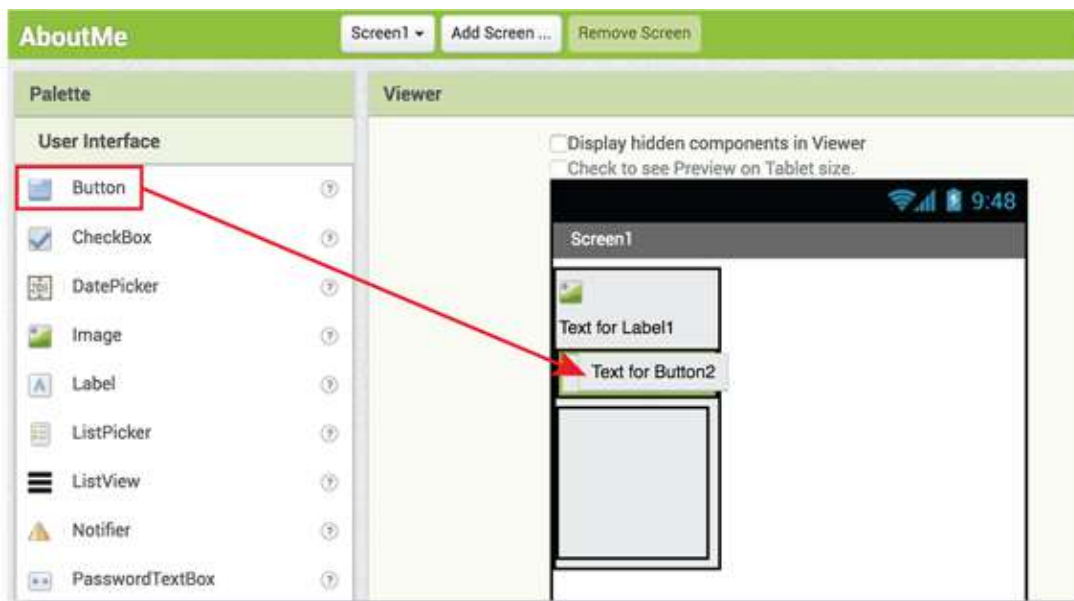 AboutMe
Screen1
Add Screen ...
Remove Screen
Palette
Viewer
User Interface
Display hidden components in Viewer
Check to see Preview on Tablet size.
Button
9:48
CheckBox
Screen1
DatePicker
Image
Text for Label1
Label
Text for Button2
ListPicker
ListView
Notifier
PasswordTextBox